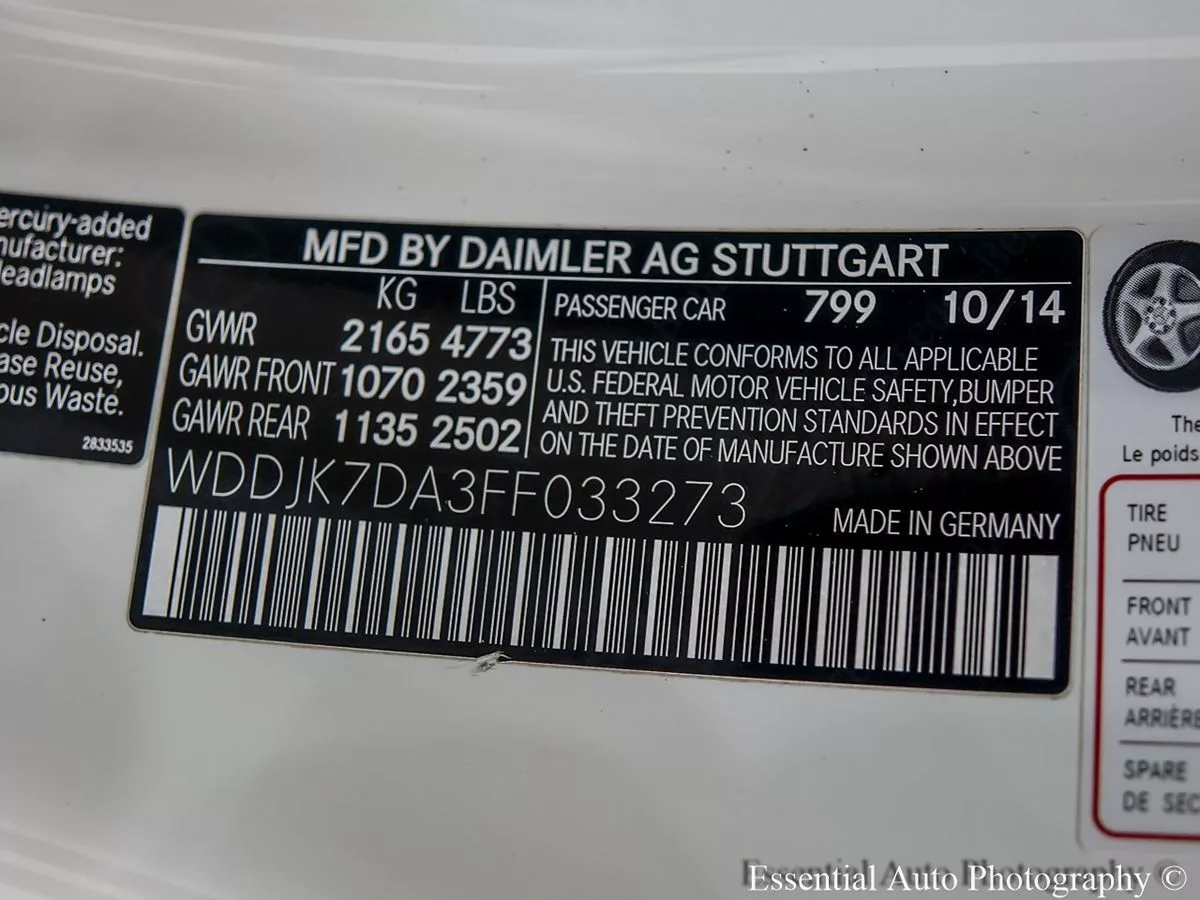 ercury-added
nufacturer:
eadlamps
cle Disposal.
ase Reuse,
ous Waste.
2833535
MFD BY DAIMLER AG STUTTGART
KG LBS
GVWR 2165 4773
GAWR FRONT 1070 2359
GAWR REAR 1135 2502
PASSENGER CAR 799 10/14
THIS VEHICLE CONFORMS TO ALL APPLICABLE
U.S. FEDERAL MOTOR VEHICLE SAFETY,BUMPER
AND THEFT PREVENTION STANDARDS IN EFFECT
ON THE DATE OF MANUFACTURE SHOWN ABOVE
WDDJK7DA3FF033273
MADE IN GERMANY
The
Le poids
TIRE
PNEU
FRONT
AVANT
REAR
ARRIÈRE
SPARE
DE SEC
Essential Auto Photography ©